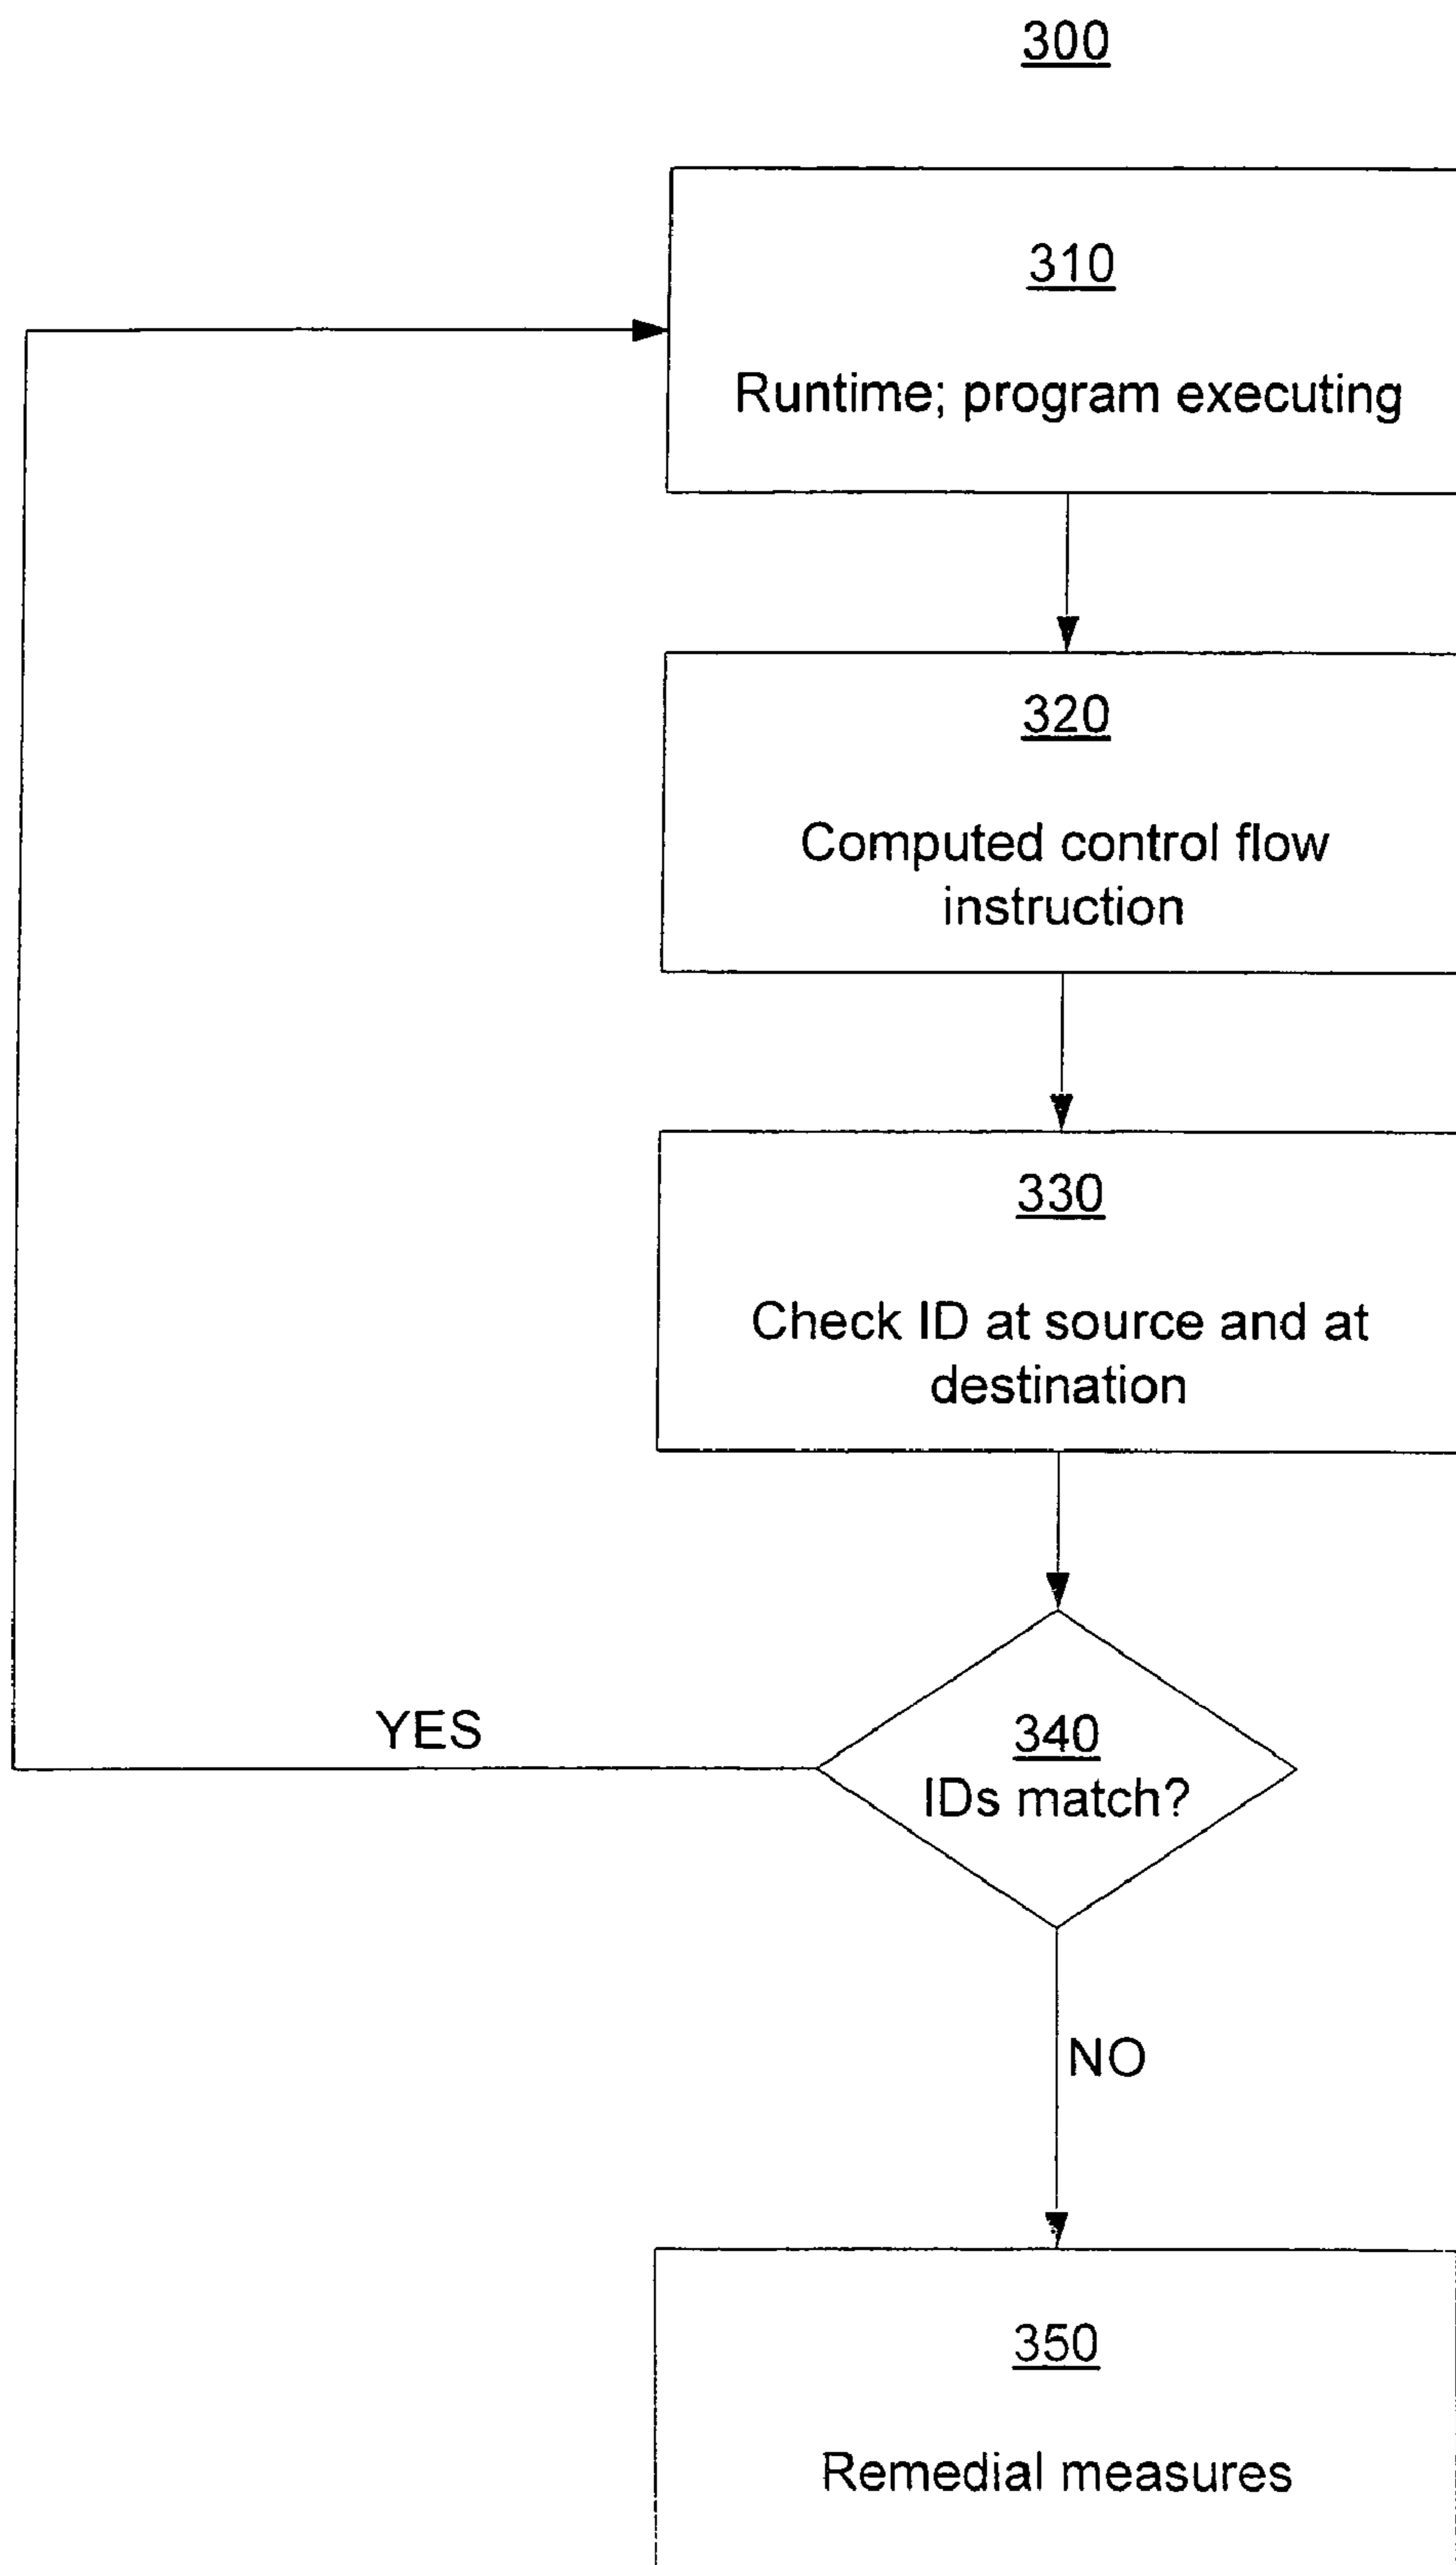 300
310
Runtime; program executing
320
Computed control flow
instruction
330
Check ID at source and at
destination
YES
340
IDs match?
NO
350
Remedial measures